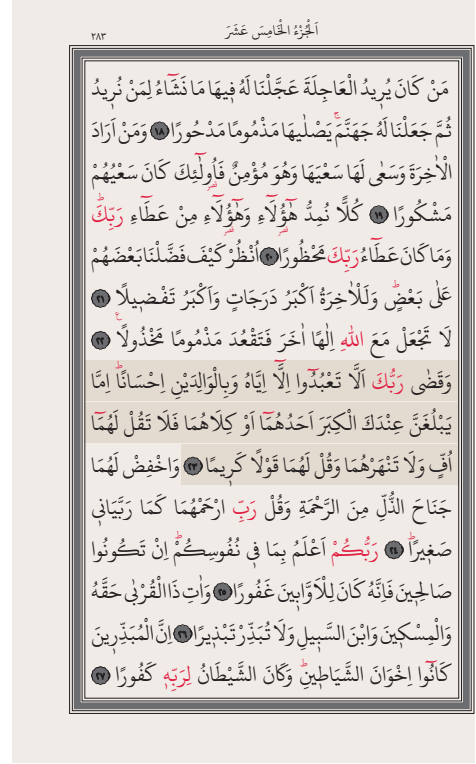 اَلْجُزْءُ الْخَامِسَ عَشَرَ
٢٨٣
مَنْ كَانَ يُرِيدُ الْعَاجِلَةَ عَجَّلْنَا لَهُ فِيهَا مَا نَشَٓاءُ لِمَنْ نُرِيدُ
ثُمَّ جَعَلْنَا لَهُ جَهَنَّمَۚ يَصْلٰيهَا مَذْمُومًا مَدْحُورًا ﴿١٨﴾ وَمَنْ اَرَادَ
الْاٰخِرَةَ وَسَعٰى لَهَا سَعْيَهَا وَهُوَ مُؤْمِنٌ فَاُو۬لٰٓئِكَ كَانَ سَعْيُهُمْ
مَشْكُورًا ﴿١٩﴾ كُلًّا نُمِدُّ هٰٓؤُ۬لَٓاءِ وَهٰٓؤُ۬لَٓاءِ مِنْ عَطَٓاءِ رَبِّكَۜ
وَمَا كَانَ عَطَٓاءُ رَبِّكَ مَحْظُورًا ﴿٢٠﴾ اُنْظُرْ كَيْفَ فَضَّلْنَا بَعْضَهُمْ
عَلٰى بَعْضٍۜ وَلَلْاٰخِرَةُ اَكْبَرُ دَرَجَاتٍ وَاَكْبَرُ تَفْضِيلًا ﴿٢١﴾
لَا تَجْعَلْ مَعَ اللّٰهِ اِلٰهًا اٰخَرَ فَتَقْعُدَ مَذْمُومًا مَخْذُولًا۟ ﴿٢٢﴾
وَقَضٰى رَبُّكَ اَلَّا تَعْبُدُٓوا اِلَّٓا اِيَّاهُ وَبِالْوَالِدَيْنِ اِحْسَانًاۜ اِمَّا
يَبْلُغَنَّ عِنْدَكَ الْكِبَرَ اَحَدُهُمَٓا اَوْ كِلَاهُمَا فَلَا تَقُلْ لَهُمَٓا
اُفٍّ وَلَا تَنْهَرْهُمَا وَقُلْ لَهُمَا قَوْلًا كَرِيمًا ﴿٢٣﴾ وَاخْفِضْ لَهُمَا
جَنَاحَ الذُّلِّ مِنَ الرَّحْمَةِ وَقُلْ رَبِّ ارْحَمْهُمَا كَمَا رَبَّيَانِي
صَغِيرًاۜ ﴿٢٤﴾ رَبُّكُمْ اَعْلَمُ بِمَا فِي نُفُوسِكُمْۜ اِنْ تَكُونُوا
صَالِحِينَ فَاِنَّهُ كَانَ لِلْاَوَّابِينَ غَفُورًا ﴿٢٥﴾ وَاٰتِ ذَا الْقُرْبٰى حَقَّهُ
وَالْمِسْكِينَ وَابْنَ السَّبِيلِ وَلَا تُبَذِّرْ تَبْذِيرًا ﴿٢٦﴾ اِنَّ الْمُبَذِّرِينَ
كَانُٓوا اِخْوَانَ الشَّيَاطِينِۜ وَكَانَ الشَّيْطَانُ لِرَبِّهِ كَفُورًا ﴿٢٧﴾